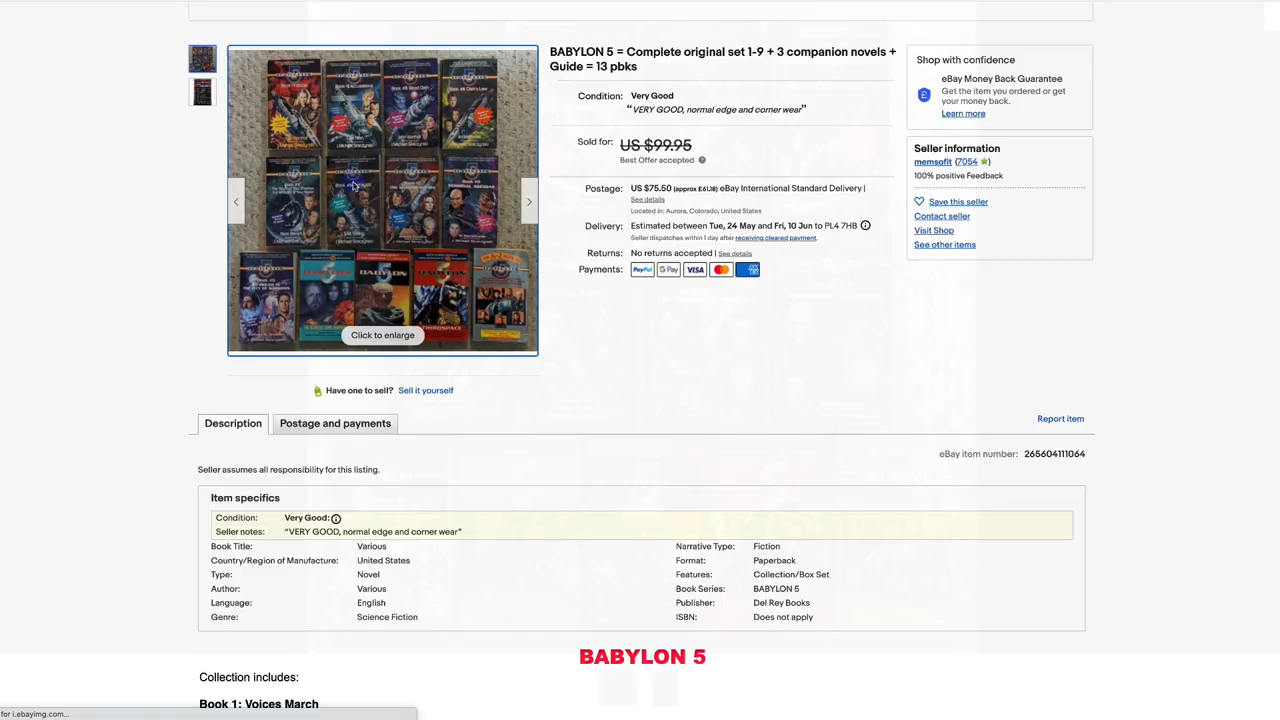 BABYLON 5 = Complete original set 1-9 + 3 companion novels +
Guide = 13 pbks
Condition: Very Good
"VERY GOOD, normal edge and corner wear"
Sold for: US $99.95
Best Offer accepted
Postage: US $75.50 (approx £61.18) eBay International Standard Delivery |
See details
Located in: Aurora, Colorado, United States
Delivery: Estimated between Tue, 24 May and Fri, 10 Jun to PL4 7HB
Seller dispatches within 1 day after receiving cleared payment.
Returns: No returns accepted | See details
Payments: PayPal G Pay VISA
Shop with confidence
eBay Money Back Guarantee
Get the item you ordered or get
your money back.
Learn more
Seller information
memsofit (7054)
100% positive Feedback
Save this seller
Contact seller
Visit Shop
See other items
BABYLON
THIRDSPACE
Click to enlarge
Have one to sell? Sell it yourself
Description
Postage and payments
Report item
eBay item number: 265604111064
Seller assumes all responsibility for this listing.
Item specifics
Condition: Very Good:
Seller notes: "VERY GOOD, normal edge and corner wear"
Book Title: Various
Narrative Type: Fiction
Country/Region of Manufacture: United States
Format: Paperback
Type: Novel
Features: Collection/Box Set
Author: Various
Book Series: BABYLON 5
Language: English
Publisher: Del Rey Books
Genre: Science Fiction
ISBN: Does not apply
BABYLON 5
Collection includes:
Book 1: Voices March
for i.ebayimg.com...